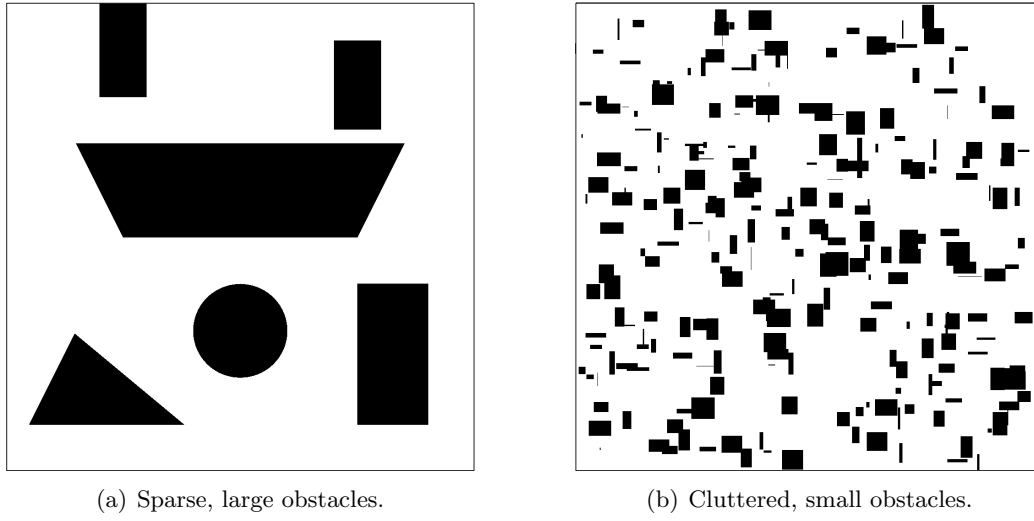 (a) Sparse, large obstacles.
(b) Cluttered, small obstacles.